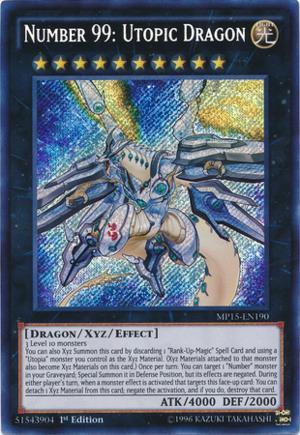 NUMBER 99: UTOPIC DRAGON
MP15-EN190
[DRAGON/XYZ/EFFECT]
3 Level 10 monsters
You can also Xyz Summon this card by discarding 1 "Rank-Up-Magic" Spell Card and using a
"Utopia" monster you control as the Xyz Material. (Xyz Materials attached to that monster
also become Xyz Materials on this card.) Once per turn: You can target 1 "Number" monster
in your Graveyard; Special Summon it in Defense Position, but its effects are negated. During
either player's turn, when a monster effect is activated that targets this face-up card: You can
detach 1 Xyz Material from this card; negate the activation, and if you do, destroy that card.
ATK/4000 DEF/2000
51543904 1st Edition ©1996 KAZUKI TAKAHASHI